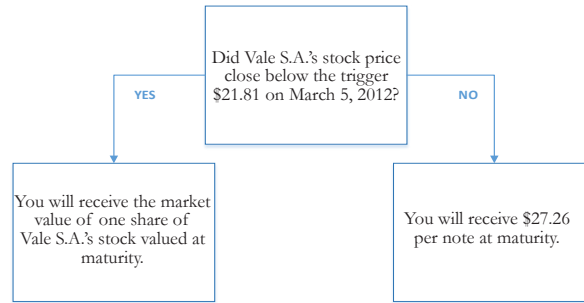 Did Vale S.A.'s stock price
close below the trigger
$21.81 on March 5, 2012?
YES
NO
You will receive the market
value of one share of
Vale S.A.'s stock valued at
maturity.
You will receive $27.26
per note at maturity.